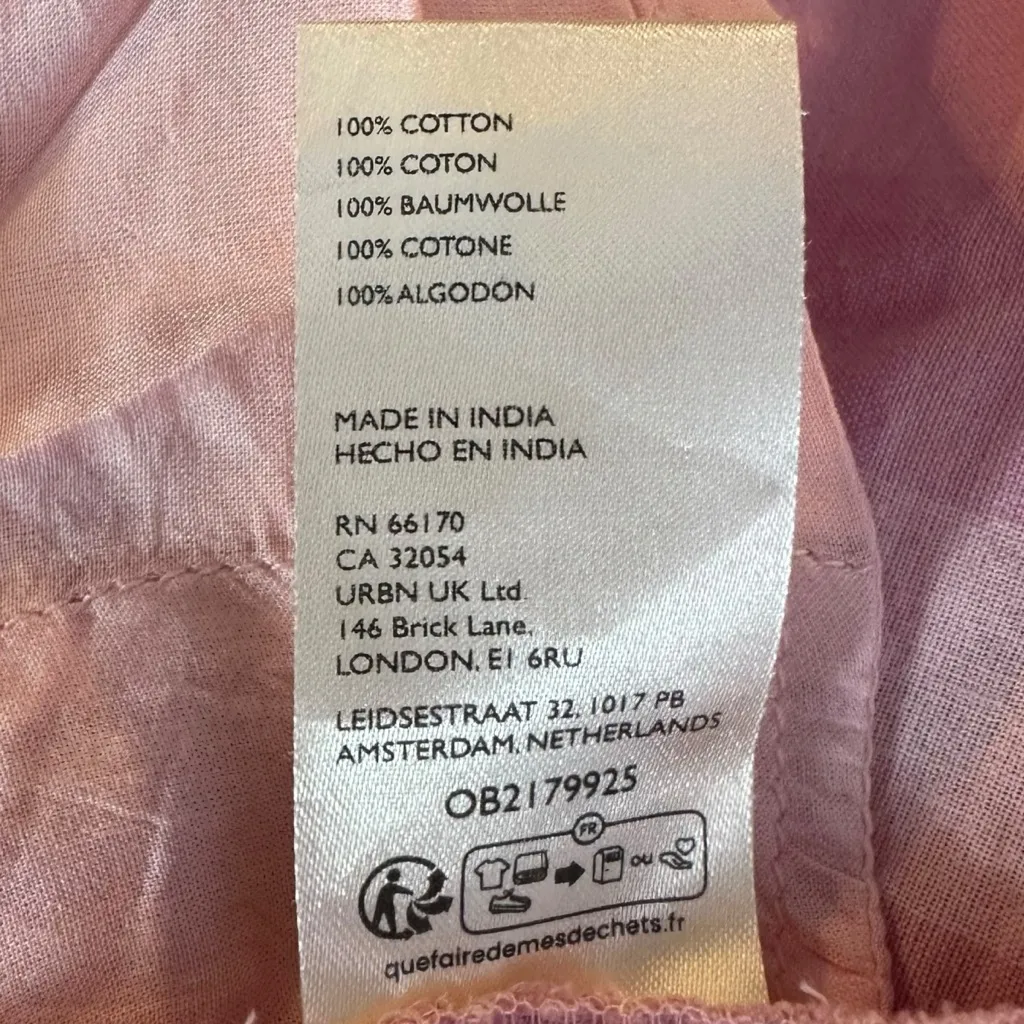 100% COTTON
100% COTON
100% BAUMWOLLE
100% COTONE
100% ALGODON
MADE IN INDIA
HECHO EN INDIA
RN 66170
CA 32054
URBN UK Ltd
146 Brick Lane,
LONDON, E1 6RU
LEIDSESTRAAT 32, 1017 PB
AMSTERDAM, NETHERLANDS
OB2179925
FR
ou
quefairedemesdechets.fr